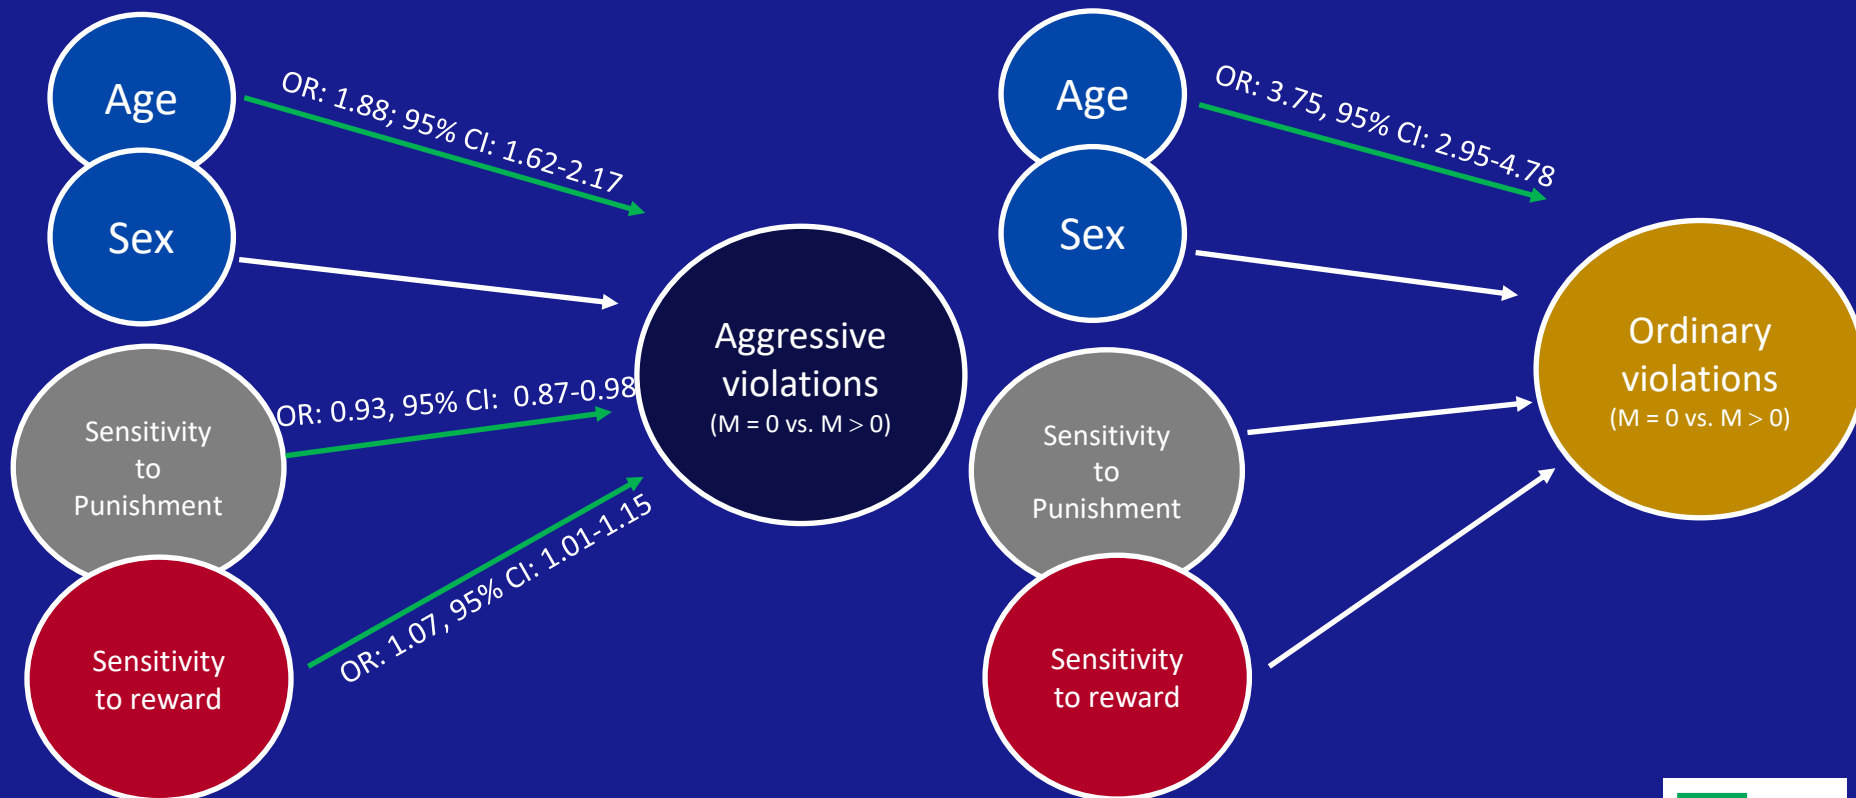 Age
OR: 1.88; 95% CI: 1.62-2.17
Sex
Aggressive
violations
(M = 0 vs. M > 0)
Sensitivity
to
Punishment
OR: 0.93, 95% CI:  0.87-0.98
Sensitivity
to reward
OR: 1.07, 95% CI: 1.01-1.15
Age
OR: 3.75, 95% CI: 2.95-4.78
Sex
Ordinary
violations
(M = 0 vs. M > 0)
Sensitivity
to
Punishment
Sensitivity
to reward